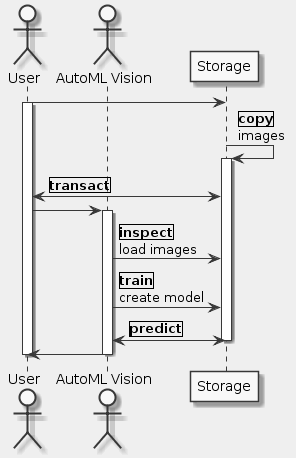 User
AutoML Vision
Storage
copy
images
transact
inspect
load images
train
create model
predict
User
AutoML Vision
Storage